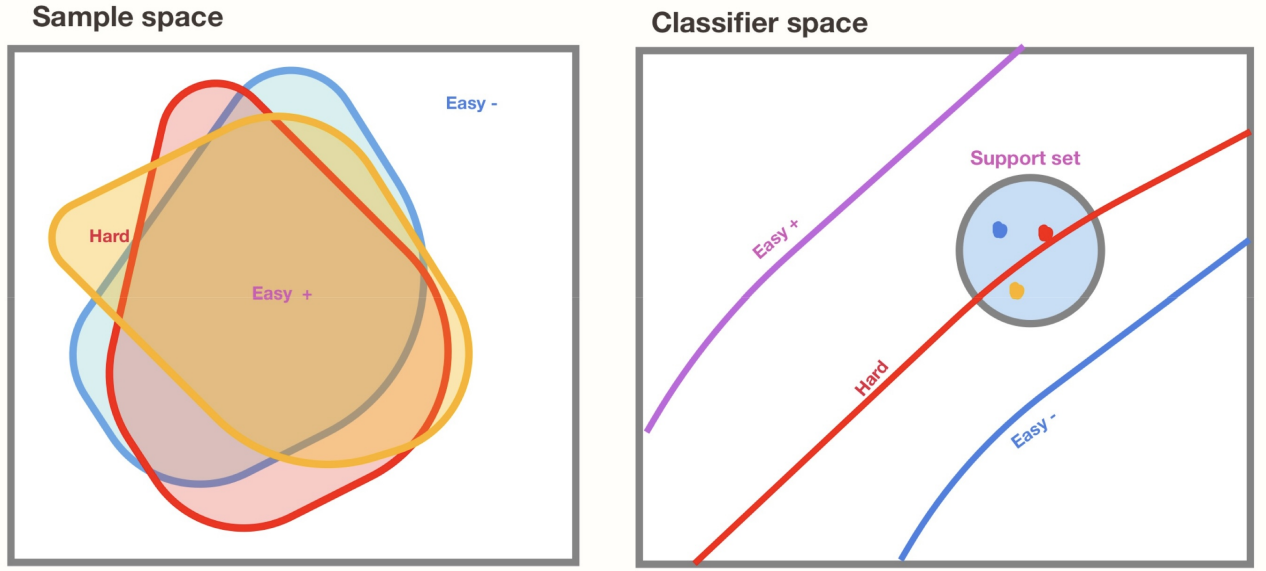 Sample space
Easy -
Hard
Easy +
Classifier space
Support set
Easy +
Hard
Easy -